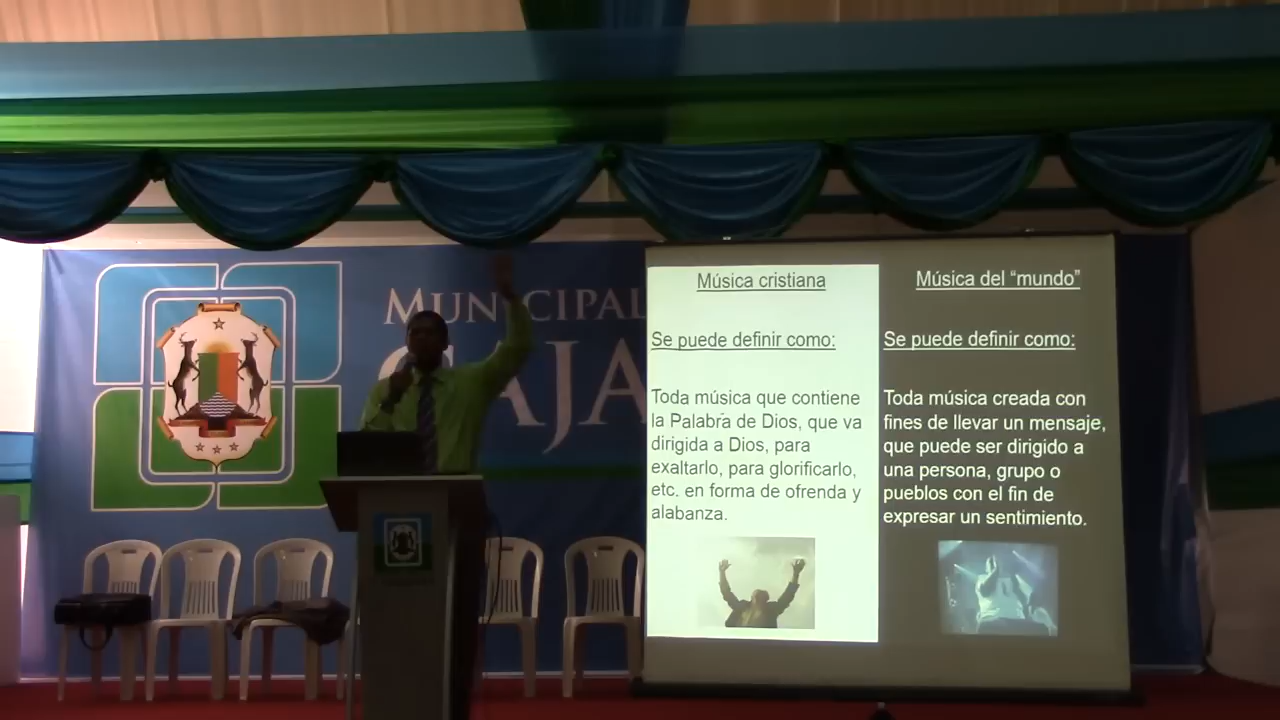 MUNICIPAL
CAJA
Música cristiana
Se puede definir como:
Toda música que contiene
la Palabra de Dios, que va
dirigida a Dios, para
exaltarlo, para glorificarlo,
etc. en forma de ofrenda y
alabanza.
Música del “mundo”
Se puede definir como:
Toda música creada con
fines de llevar un mensaje,
que puede ser dirigido a
una persona, grupo o
pueblos con el fin de
expresar un sentimiento.